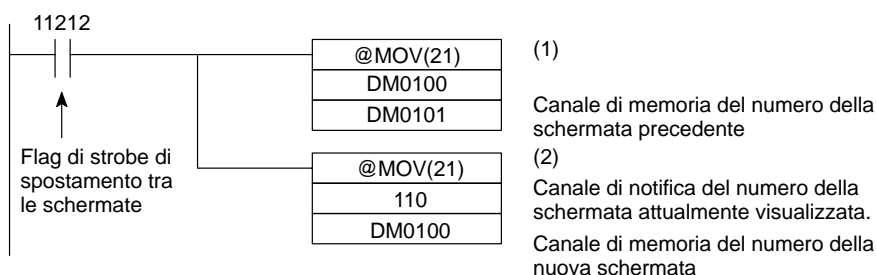 11212
@MOV(21)
(1)
DM0100
DM0101
Canale di memoria del numero della
schermata precedente
Flag di strobe di
spostamento tra
le schermate
@MOV(21)
(2)
110
Canale di notifica del numero della
schermata attualmente visualizzata.
DM0100
Canale di memoria del numero della
nuova schermata